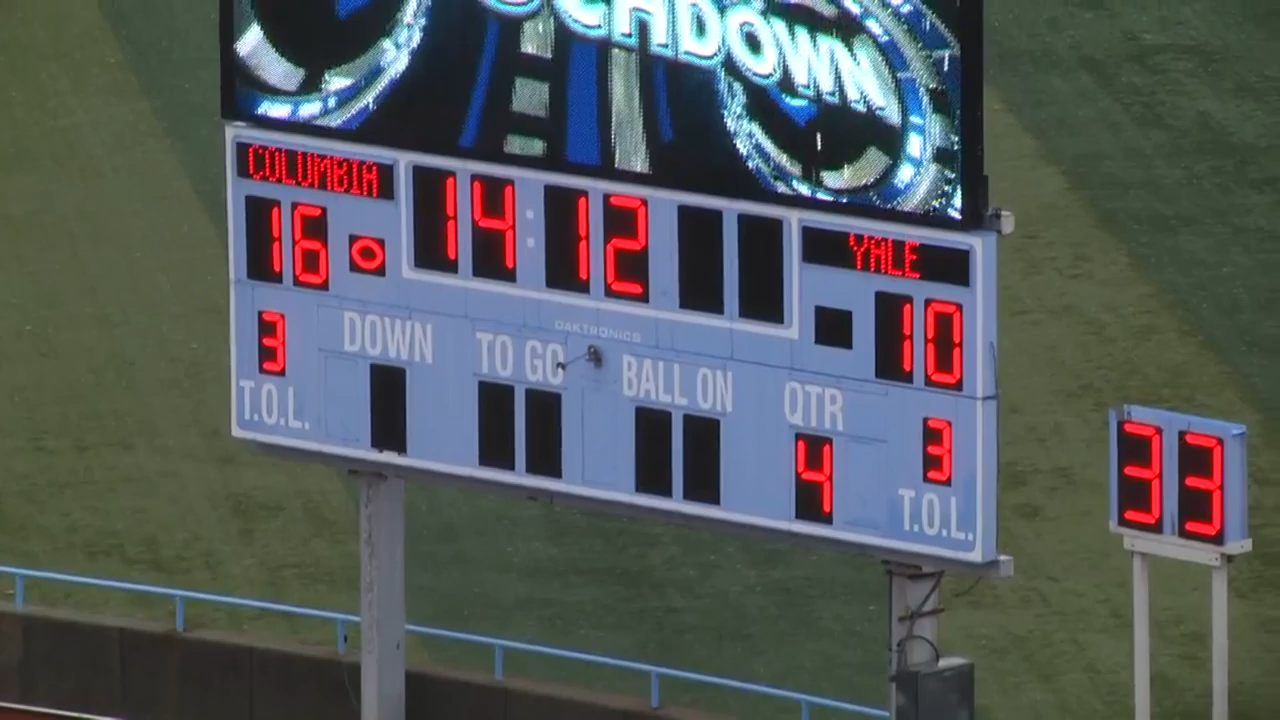 CHDOWN
COLUMBIA
14:12
YALE
16
10
DAKTRONICS
3
DOWN
TO GO
BALL ON
QTR
T.O.L.
4
3
T.O.L.
33